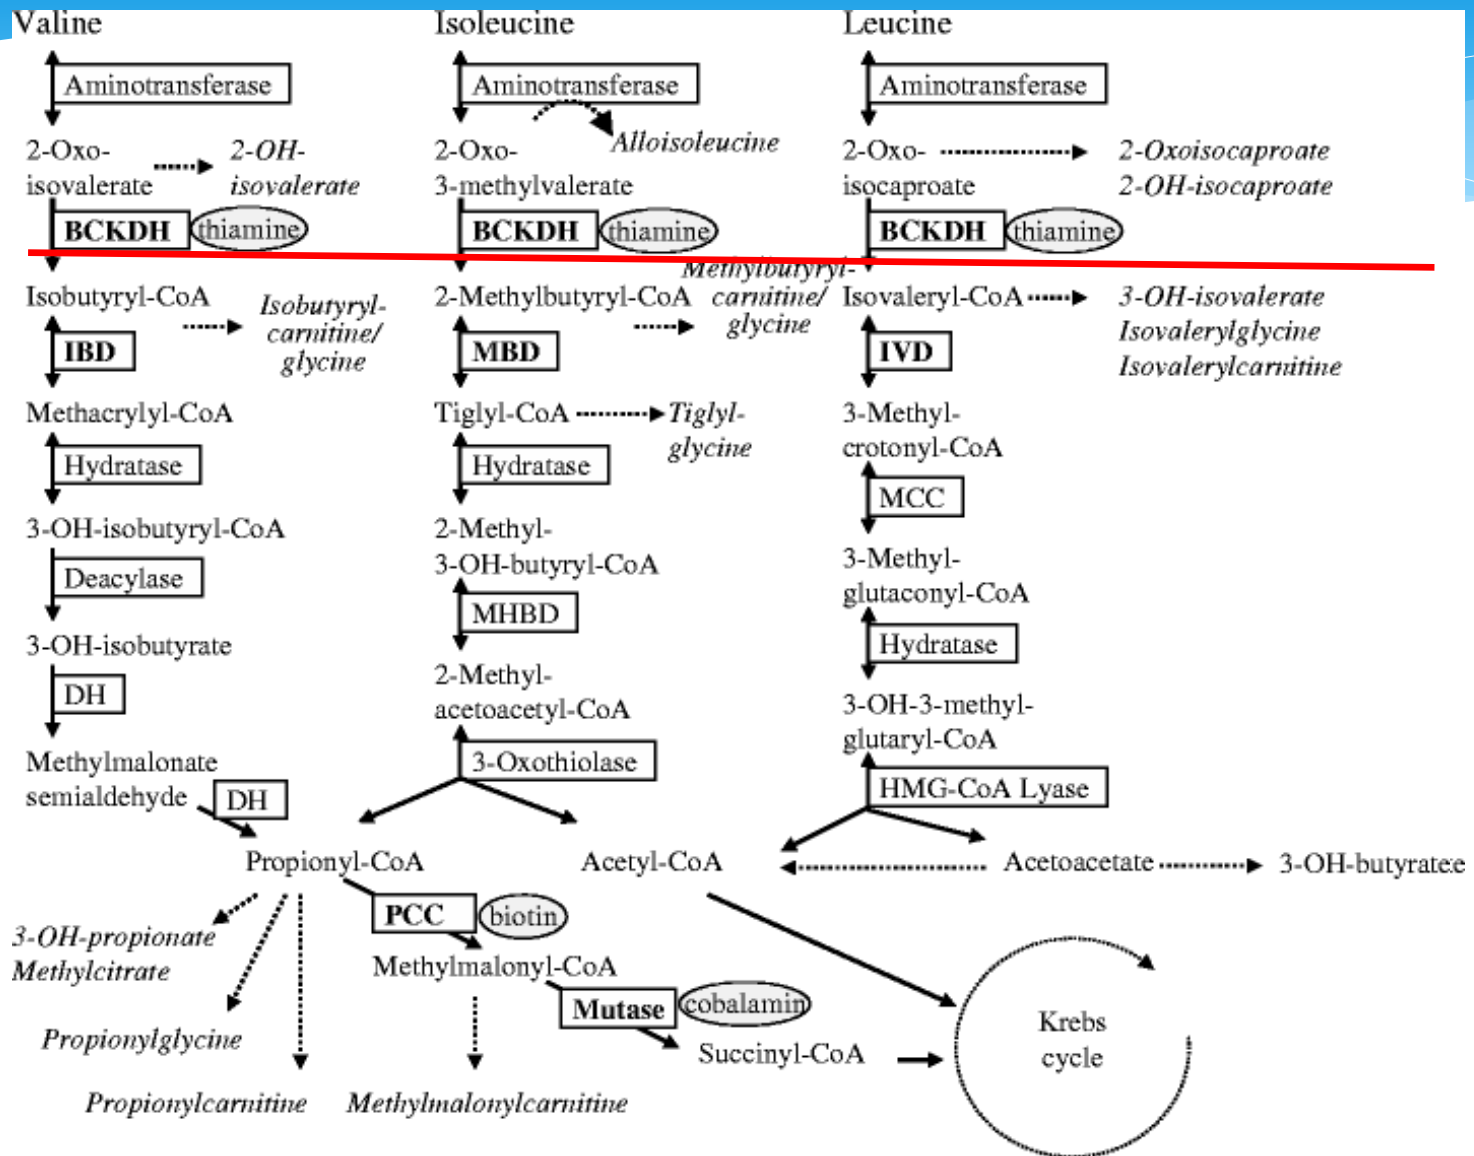 Valine
Isoleucine
Leucine
Aminotransferase
Aminotransferase
Aminotransferase
2-Oxo-
isovalerate
2-OH-
isovalerate
2-Oxo-
3-methylvalerate
Alloisoleucine
2-Oxo-
isocaproate
2-Oxoisocaproate
2-OH-isocaproate
BCKDH
thiamine
BCKDH
thiamine
BCKDH
thiamine
Isobutyryl-CoA
Isobutyryl-
carnitine/
glycine
2-Methylbutyryl-CoA
Methylbutyryl-
carnitine/
glycine
Isovaleryl-CoA
3-OH-isovalerate
Isovalerylglycine
Isovalerylcarnitine
IBD
MBD
IVD
Methacrylyl-CoA
Tiglyl-CoA
Tiglyl-
glycine
3-Methyl-
crotonyl-CoA
Hydratase
Hydratase
MCC
3-OH-isobutyryl-CoA
2-Methyl-
3-OH-butyryl-CoA
3-Methyl-
glutaconyl-CoA
Deacylase
MHBD
Hydratase
3-OH-isobutyrate
2-Methyl-
acetoacetyl-CoA
3-OH-3-methyl-
glutaryl-CoA
DH
3-Oxothiolase
HMG-CoA Lyase
Methylmalonate
semialdehyde
DH
Propionyl-CoA
Acetyl-CoA
Acetoacetate
3-OH-butyrate:e
PCC
biotin
3-OH-propionate
Methylcitrate
Methylmalonyl-CoA
Mutase
cobalamin
Propionylglycine
Succinyl-CoA
Krebs
cycle
Propionylcarnitine
Methylmalonylcarnitine